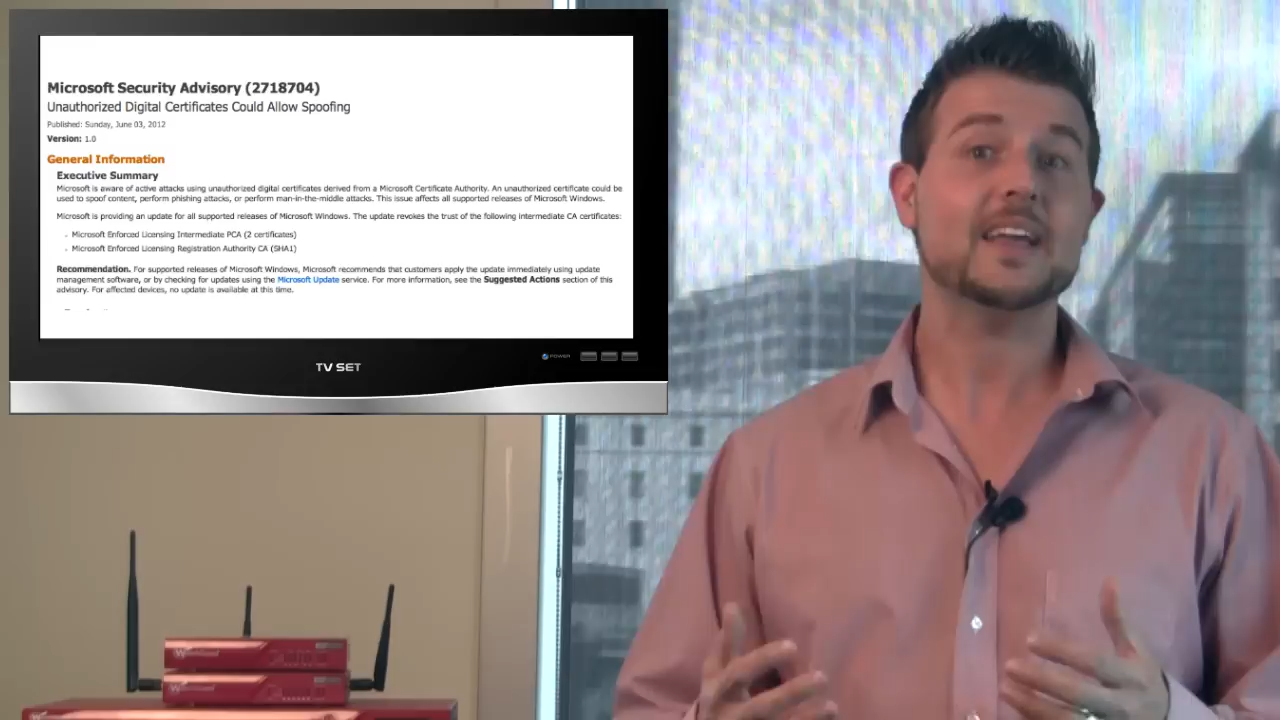 Microsoft Security Advisory (2718704)
Unauthorized Digital Certificates Could Allow Spoofing
Published: Sunday, June 03, 2012
Version: 1.0
General Information
Executive Summary
Microsoft is aware of active attacks using unauthorized digital certificates derived from a Microsoft Certificate Authority. An unauthorized certificate could be
used to spoof content, perform phishing attacks, or perform man-in-the-middle attacks. This issue affects all supported releases of Microsoft Windows.
Microsoft is providing an update for all supported releases of Microsoft Windows. The update revokes the trust of the following intermediate CA certificates:
• Microsoft Enforced Licensing Intermediate PCA (2 certificates)
• Microsoft Enforced Licensing Registration Authority CA (SHA1)
Recommendation. For supported releases of Microsoft Windows, Microsoft recommends that customers apply the update immediately using update
management software, or by checking for updates using the Microsoft Update service. For more information, see the Suggested Actions section of this
advisory. For affected devices, no update is available at this time.
POWER
TV SET
WatchGuard
WatchGuard